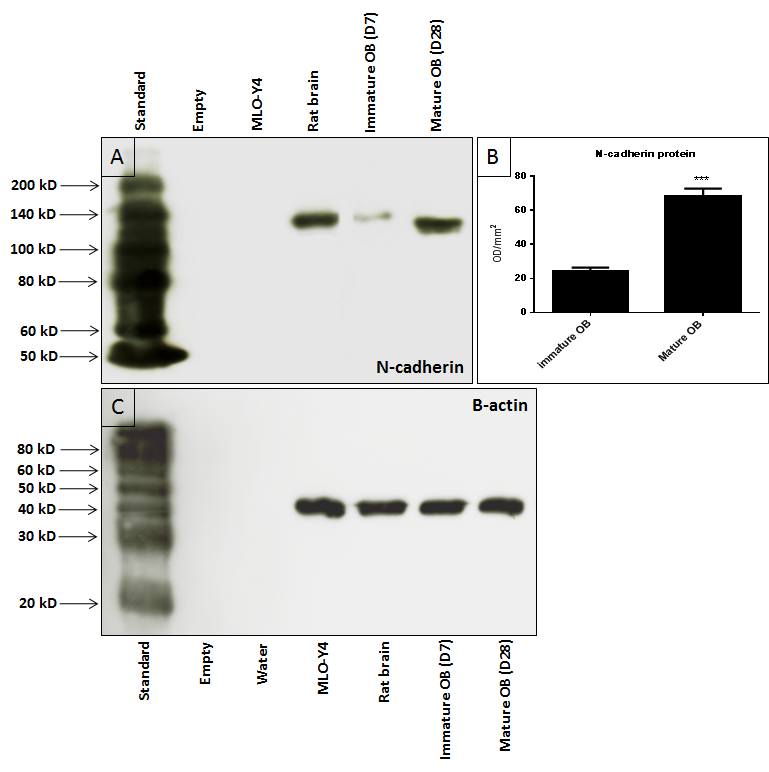 Standard
Empty
MLO-Y4
Rat brain
Immature OB (D7)
Mature OB (D28)
A
200 kD
140 kD
100 kD
80 kD
60 kD
50 kD
N-cadherin
B
N-cadherin protein
***
OD/mm²
80
60
40
20
0
Immature OB
Mature OB
C
B-actin
80 kD
60 kD
50 kD
40 kD
30 kD
20 kD
Standard
Empty
Water
MLO-Y4
Rat brain
Immature OB (D7)
Mature OB (D28)